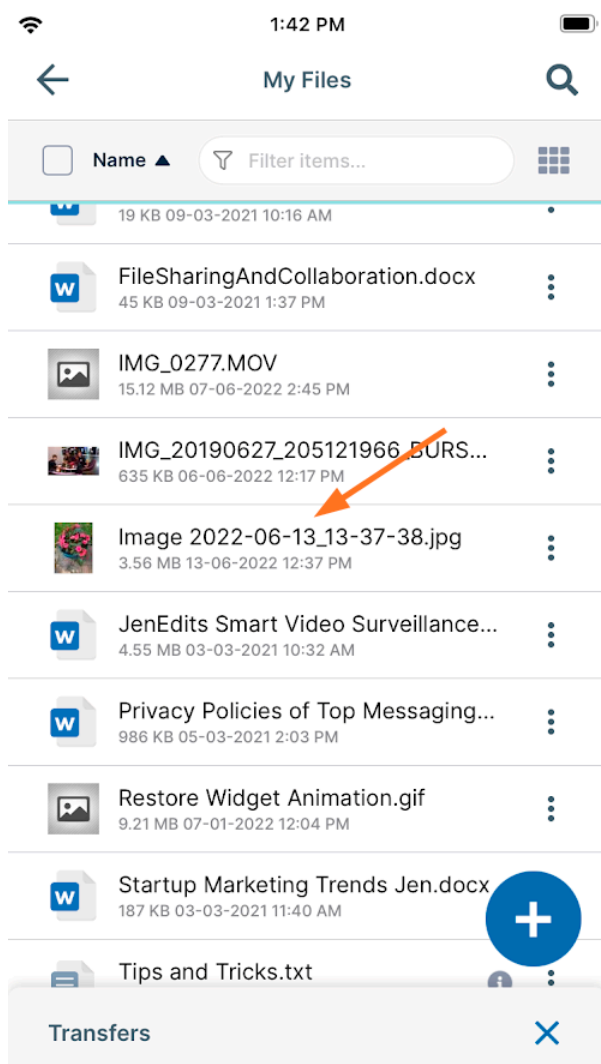 1:42 PM
My Files
Name ▲ Filter items...
19 KB 09-03-2021 10:16 AM
W FileSharingAndCollaboration.docx
45 KB 09-03-2021 1:37 PM
IMG_0277.MOV
15.12 MB 07-06-2022 2:45 PM
IMG_20190627_205121966_BURS...
635 KB 06-06-2022 12:17 PM
Image 2022-06-13_13-37-38.jpg
3.56 MB 13-06-2022 12:37 PM
W JenEdits Smart Video Surveillance...
4.55 MB 03-03-2021 10:32 AM
W Privacy Policies of Top Messaging...
986 KB 05-03-2021 2:03 PM
Restore Widget Animation.gif
9.21 MB 07-01-2022 12:04 PM
W Startup Marketing Trends Jen.docx
187 KB 03-03-2021 11:40 AM
Tips and Tricks.txt
Transfers